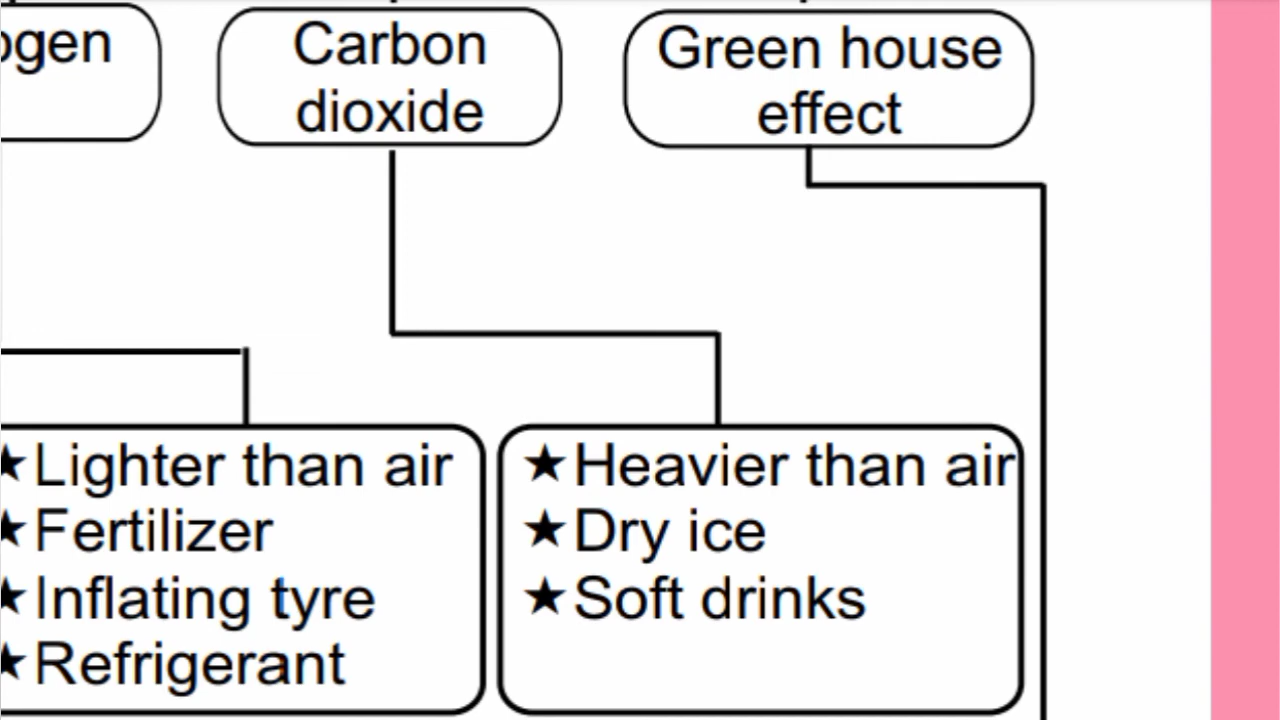 Carbon
dioxide
Green house
effect
★Lighter than air
★Fertilizer
★Inflating tyre
★Refrigerant
★Heavier than air
★Dry ice
★Soft drinks